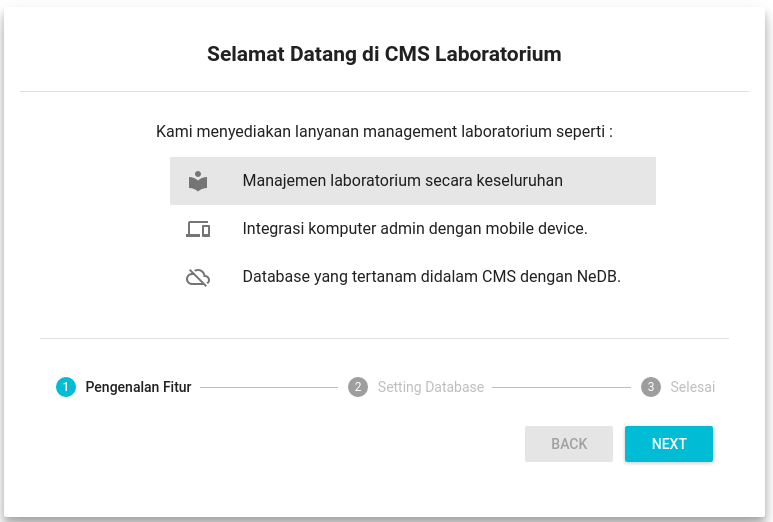 Selamat Datang di CMS Laboratorium
Kami menyediakan lanyanan management laboratorium seperti :
Manajemen laboratorium secara keseluruhan
Integrasi komputer admin dengan mobile device.
Database yang tertanam didalam CMS dengan NeDB.
1 Pengenalan Fitur 2 Setting Database 3 Selesai
BACK NEXT